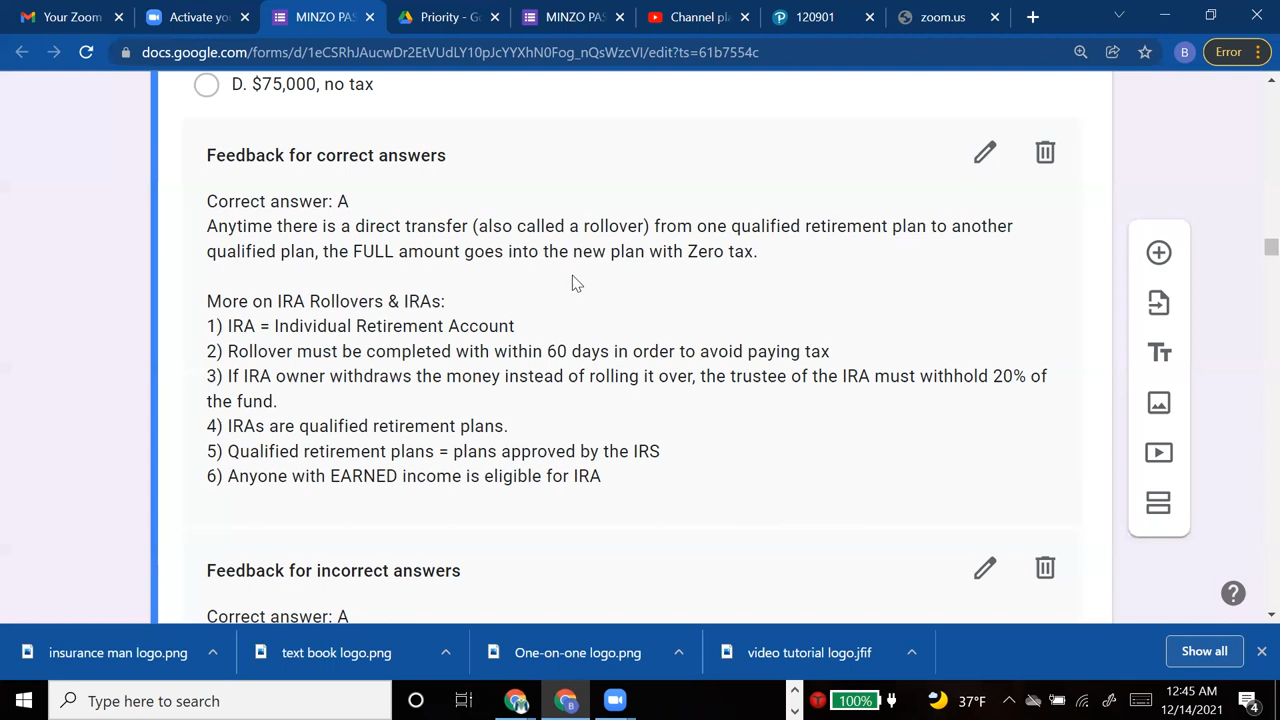 Your Zoom
Activate you
MINZO PAS
Priority - Go
MINZO PAS
Channel pla
120901
zoom.us
docs.google.com/forms/d/1eCSRhJAucwDr2EtVUdLY10pJcYYXhN0Fog_nQsWzcVI/edit?ts=61b7554c
B
Error
D. $75,000, no tax
Feedback for correct answers
Correct answer: A
Anytime there is a direct transfer (also called a rollover) from one qualified retirement plan to another
qualified plan, the FULL amount goes into the new plan with Zero tax.
More on IRA Rollovers & IRAs:
1) IRA = Individual Retirement Account
2) Rollover must be completed with within 60 days in order to avoid paying tax
3) If IRA owner withdraws the money instead of rolling it over, the trustee of the IRA must withhold 20% of
the fund.
4) IRAs are qualified retirement plans.
5) Qualified retirement plans = plans approved by the IRS
6) Anyone with EARNED income is eligible for IRA
Feedback for incorrect answers
Correct answer: A
insurance man logo.png
text book logo.png
One-on-one logo.png
video tutorial logo.jfif
Show all
Type here to search
100%
37°F
12:45 AM
12/14/2021
4